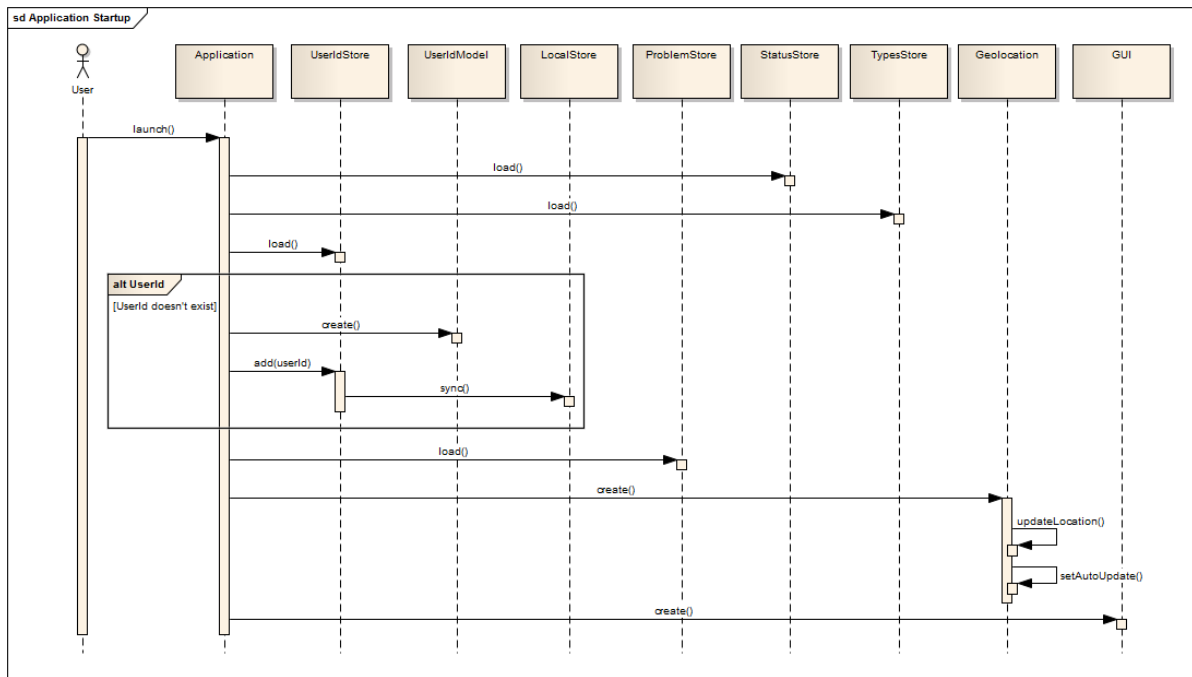 sd Application Startup
User
Application
UserIdStore
UserIdModel
LocalStore
ProblemStore
StatusStore
TypesStore
Geolocation
GUI
launch()
load()
load()
load()
alt UserId
[UserId doesn't exist]
create()
add(userId)
sync()
load()
create()
updateLocation()
setAutoUpdate()
create()